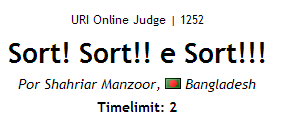 URI Online Judge | 1252
Sort! Sort!! e Sort!!!
Por Shahriar Manzoor, Bangladesh
Timelimit: 2